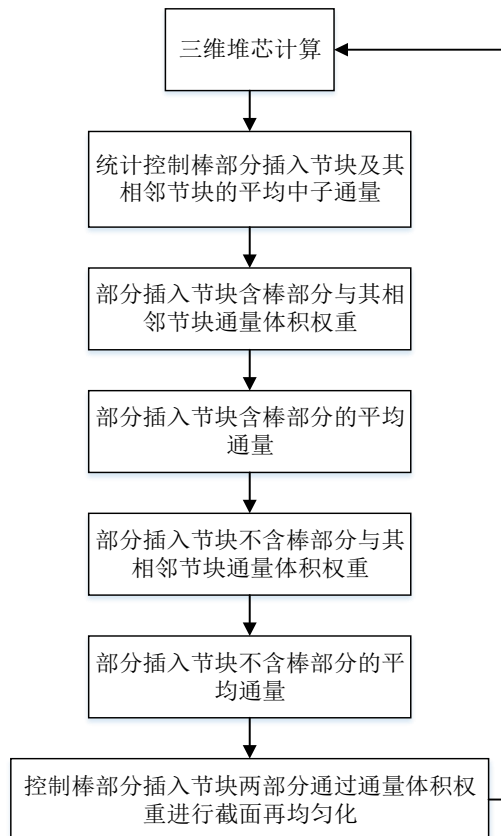 三维堆芯计算
统计控制棒部分插入节块及其
相邻节块的平均中子通量
部分插入节块含棒部分与其相
邻节块通量体积权重
部分插入节块含棒部分的平均
通量
部分插入节块不含棒部分与其
相邻节块通量体积权重
部分插入节块不含棒部分的平
均通量
控制棒部分插入节块两部分通过通量体积权
重进行截面再均匀化